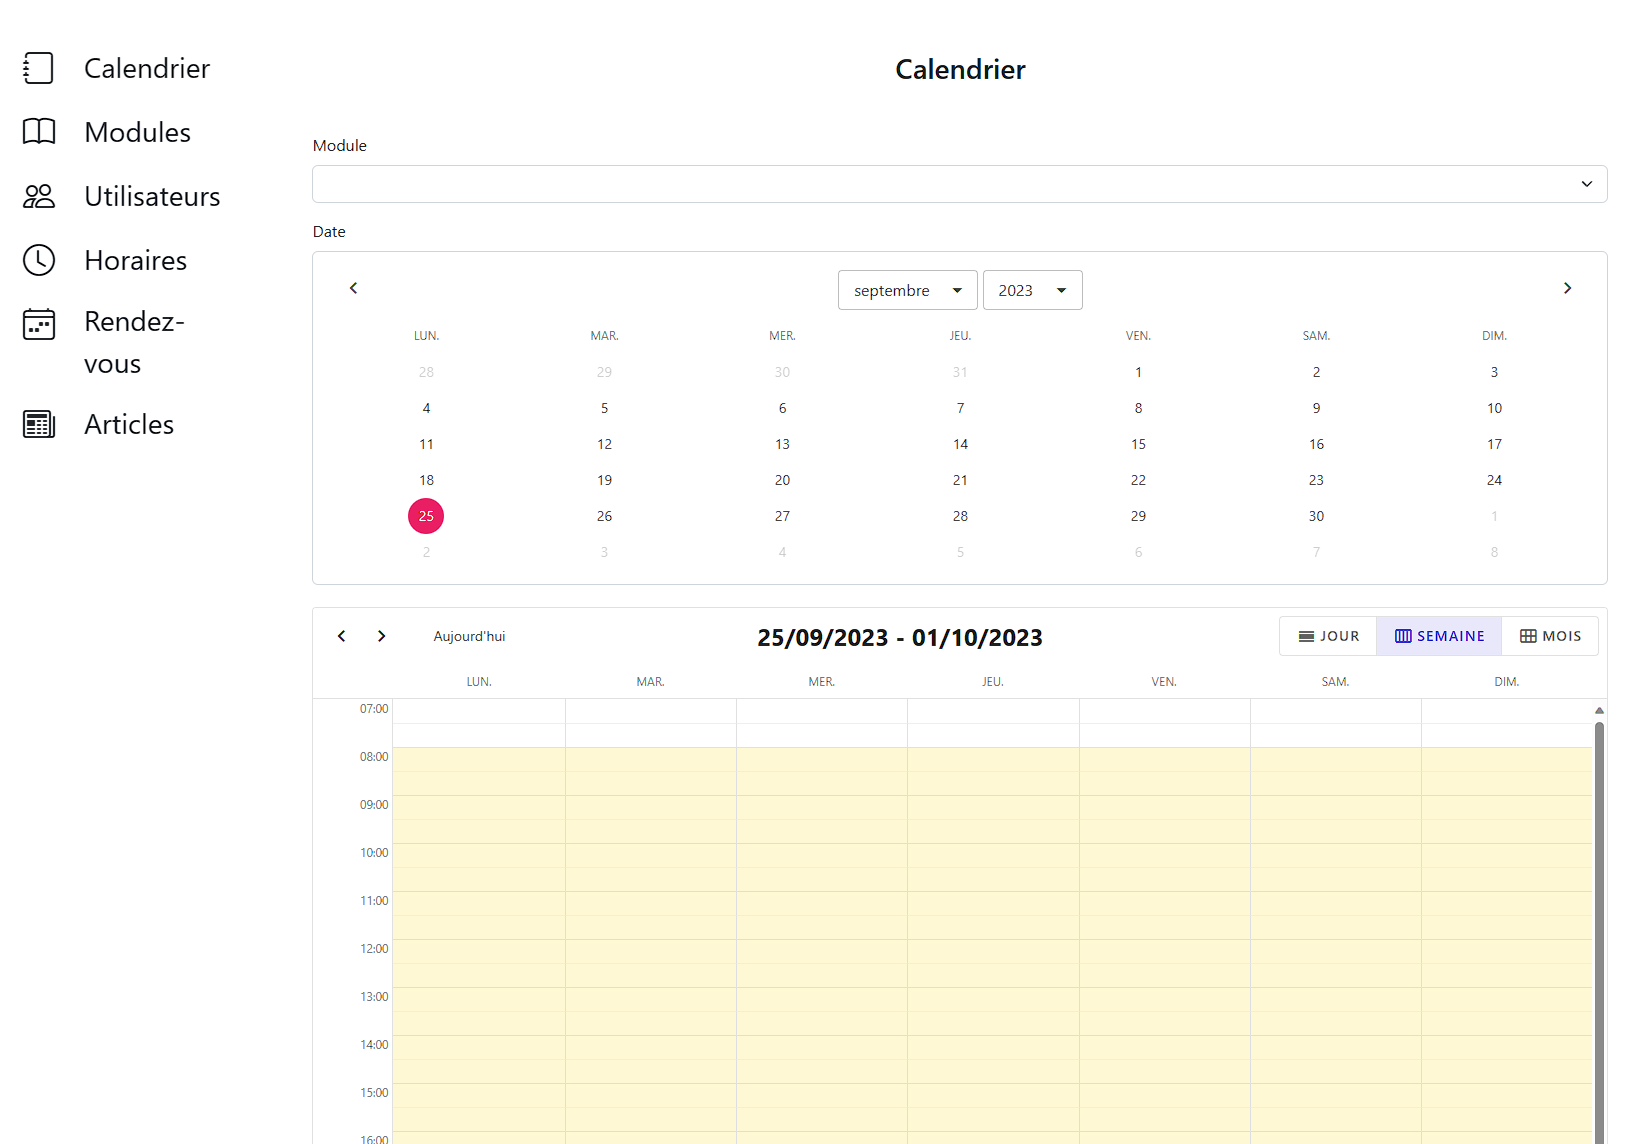 Calendrier
Modules
Utilisateurs
Horaires
Rendez-
vous
Articles
Calendrier
Module
Date
septembre 2023
LUN. MAR. MER. JEU. VEN. SAM. DIM.
28 29 30 31 1 2 3
4 5 6 7 8 9 10
11 12 13 14 15 16 17
18 19 20 21 22 23 24
25 26 27 28 29 30 1
2 3 4 5 6 7 8
Aujourd'hui 25/09/2023 - 01/10/2023 JOUR SEMAINE MOIS
LUN. MAR. MER. JEU. VEN. SAM. DIM.
07:00
08:00
09:00
10:00
11:00
12:00
13:00
14:00
15:00
16:00